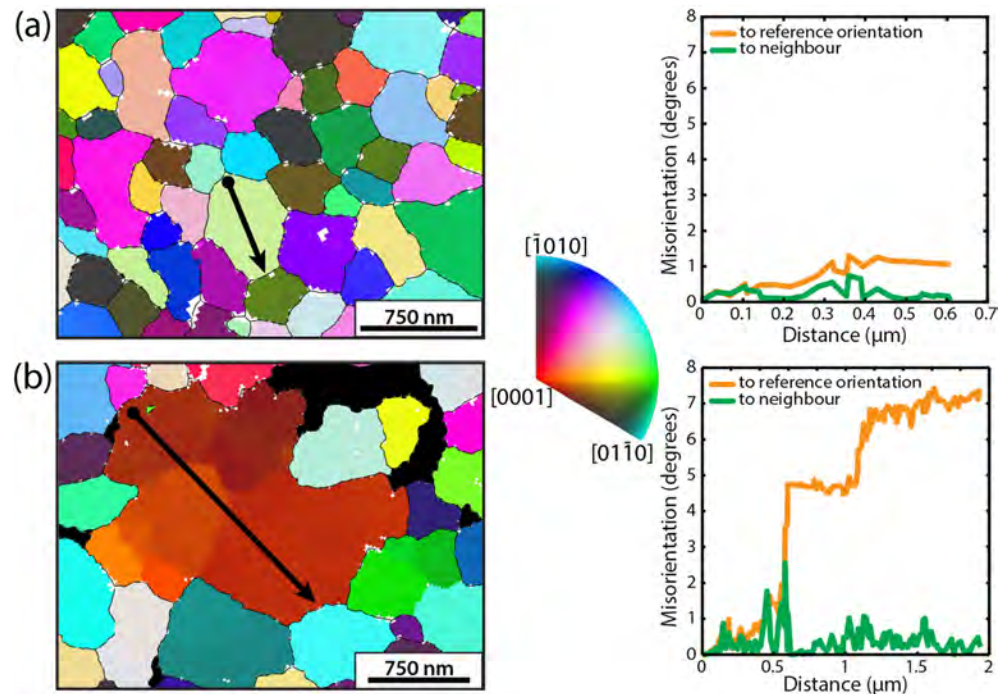 (a)
750 nm
(b)
750 nm
[1̄010]
[0001]
[011̄0]
to reference orientation
to neighbour
Misorientation (degrees)
8
7
6
5
4
3
2
1
0
0 0.1 0.2 0.3 0.4 0.5 0.6 0.7
Distance (µm)
to reference orientation
to neighbour
Misorientation (degrees)
8
7
6
5
4
3
2
1
0
0 0.5 1 1.5 2
Distance (µm)